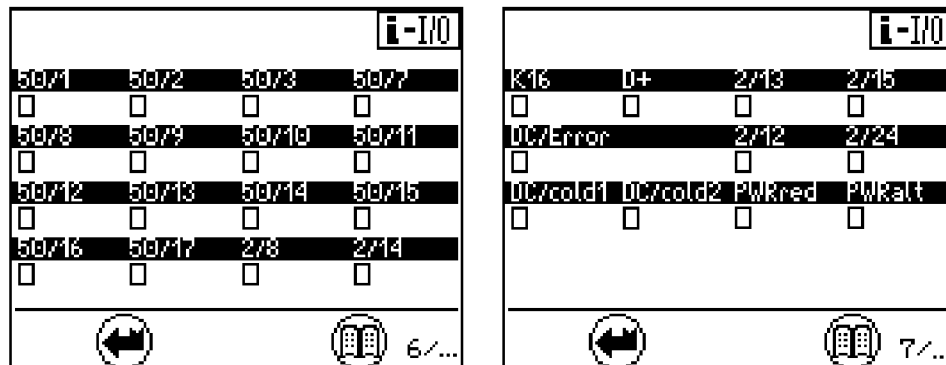 i-I/O
50/1 50/2 50/3 50/7
50/8 50/9 50/10 50/11
50/12 50/13 50/14 50/15
50/16 50/17 2/8 2/14
6/...
i-I/O
K16 D+ 2/13 2/15
DC/Error 2/12 2/24
DC/cold1 DC/cold2 PWRred PWRalt
7/..